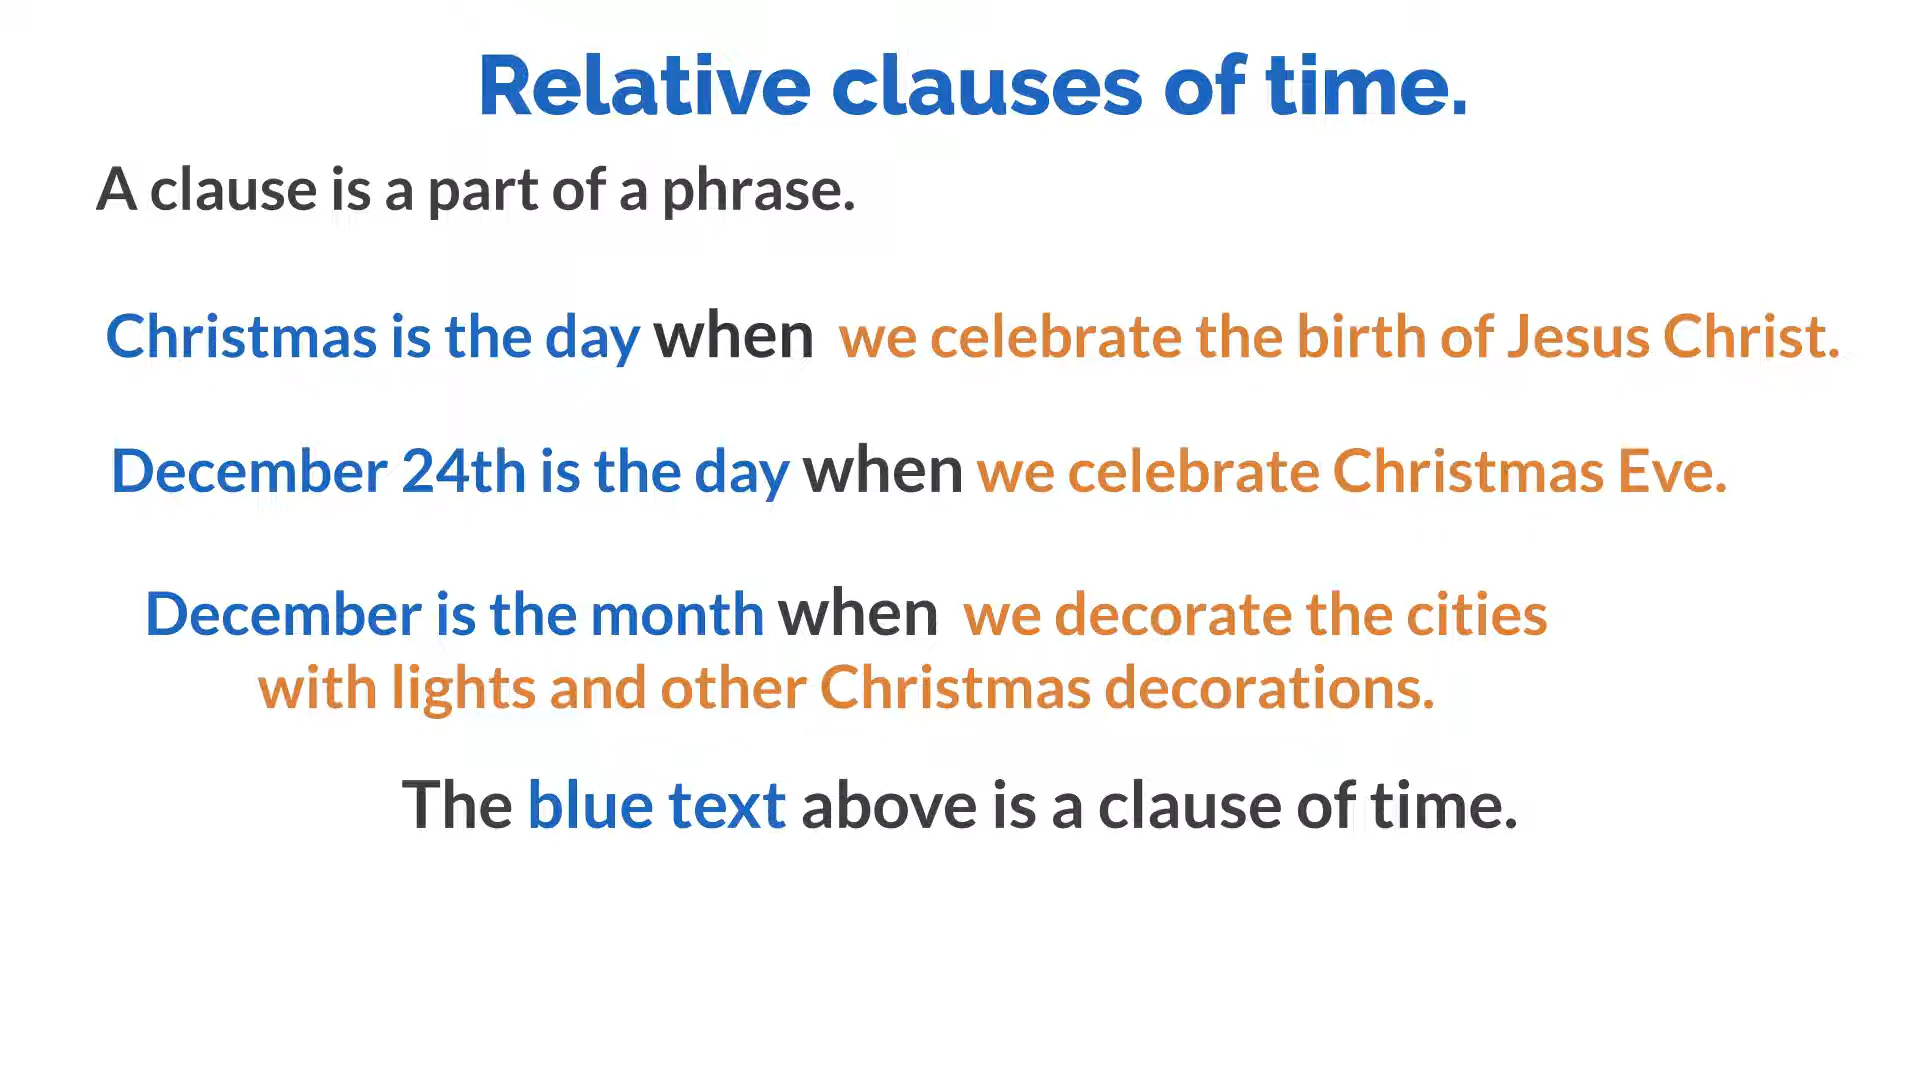 Relative clauses of time.
A clause is a part of a phrase.
Christmas is the day when we celebrate the birth of Jesus Christ.
December 24th is the day when we celebrate Christmas Eve.
December is the month when we decorate the cities
with lights and other Christmas decorations.
The blue text above is a clause of time.